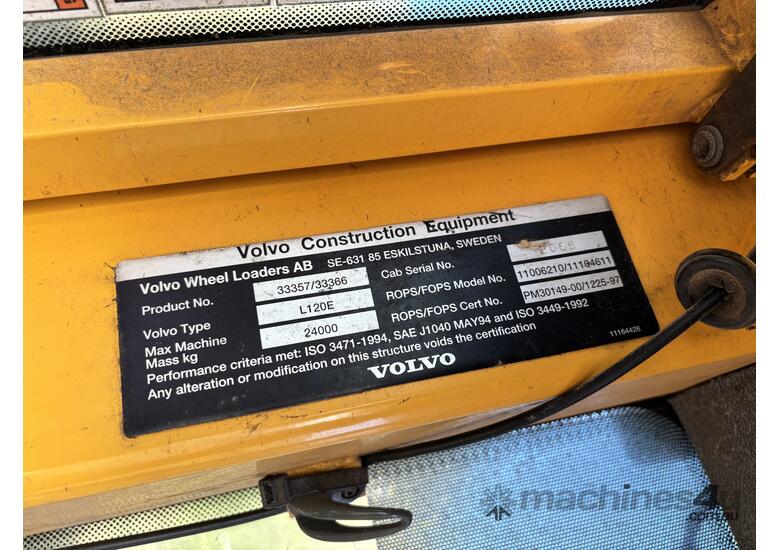 Volvo Construction Equipment
Volvo Wheel Loaders AB SE-631 85 ESKILSTUNA, SWEDEN
Product No. 33357/33366 Cab Serial No.
Volvo Type L120E ROPS/FOPS Model No. 11006210/11194611
Max Machine Mass kg 24000 ROPS/FOPS Cert No. PM30149-00/1225-97
Performance criteria met: ISO 3471-1994, SAE J1040 MAY94 and ISO 3449-1992
Any alteration or modification on this structure voids the certification
11164428
VOLVO
machines4u
.com.au